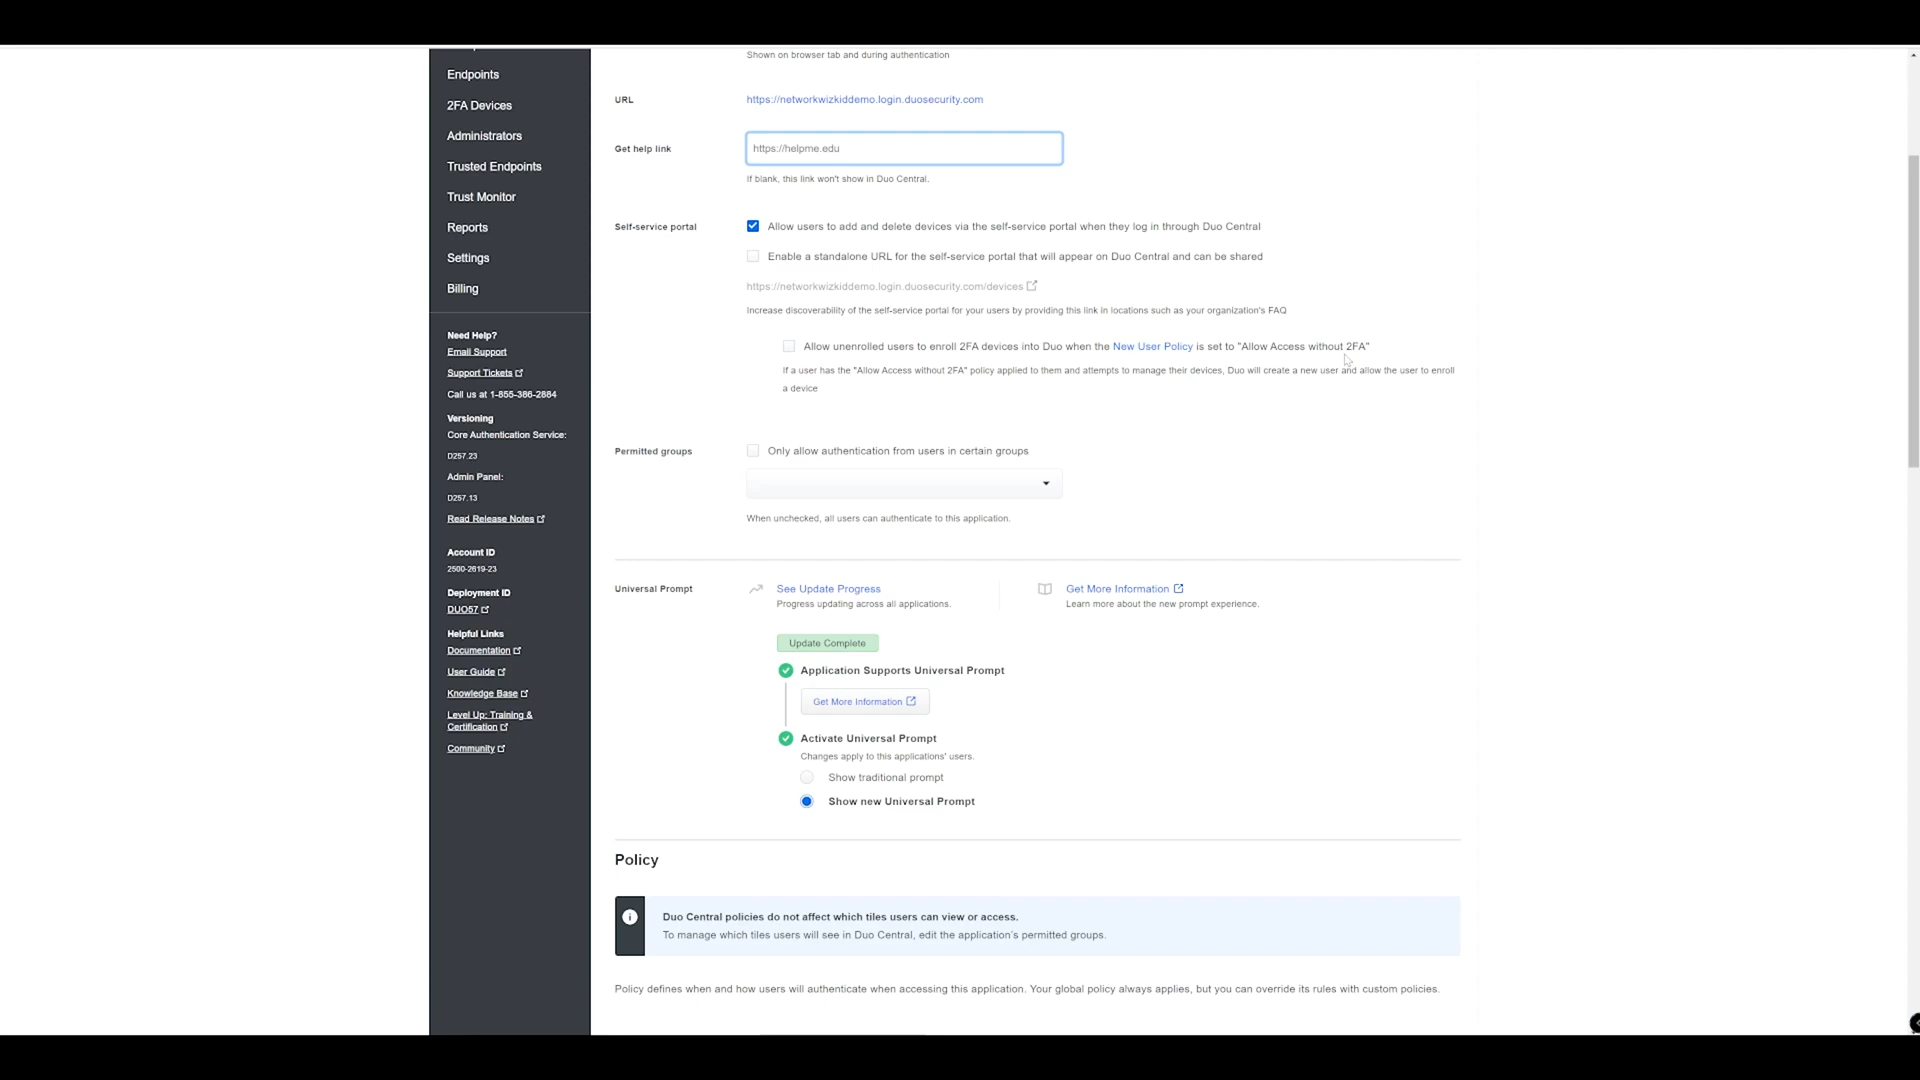 Endpoints
2FA Devices
Administrators
Trusted Endpoints
Trust Monitor
Reports
Settings
Billing
Need Help?
Email Support
Support Tickets
Call us at 1-855-386-2884
Versioning
Core Authentication Service:
D257.23
Admin Panel:
D257.13
Read Release Notes
Account ID
2500-2619-23
Deployment ID
DUO57
Helpful Links
Documentation
User Guide
Knowledge Base
Level Up: Training &
Certification
Community
Shown on browser tab and during authentication
URL
https://networkwizkiddemo.login.duosecurity.com
Get help link
https://helpme.edu
If blank, this link won't show in Duo Central.
Self-service portal
Allow users to add and delete devices via the self-service portal when they log in through Duo Central
Enable a standalone URL for the self-service portal that will appear on Duo Central and can be shared
https://networkwizkiddemo.login.duosecurity.com/devices
Increase discoverability of the self-service portal for your users by providing this link in locations such as your organization's FAQ
Allow unenrolled users to enroll 2FA devices into Duo when the New User Policy is set to "Allow Access without 2FA"
If a user has the "Allow Access without 2FA" policy applied to them and attempts to manage their devices, Duo will create a new user and allow the user to enroll
a device
Permitted groups
Only allow authentication from users in certain groups
When unchecked, all users can authenticate to this application.
Universal Prompt
See Update Progress
Progress updating across all applications.
Get More Information
Learn more about the new prompt experience.
Update Complete
Application Supports Universal Prompt
Get More Information
Activate Universal Prompt
Changes apply to this applications' users.
Show traditional prompt
Show new Universal Prompt
Policy
Duo Central policies do not affect which tiles users can view or access.
To manage which tiles users will see in Duo Central, edit the application's permitted groups.
Policy defines when and how users will authenticate when accessing this application. Your global policy always applies, but you can override its rules with custom policies.